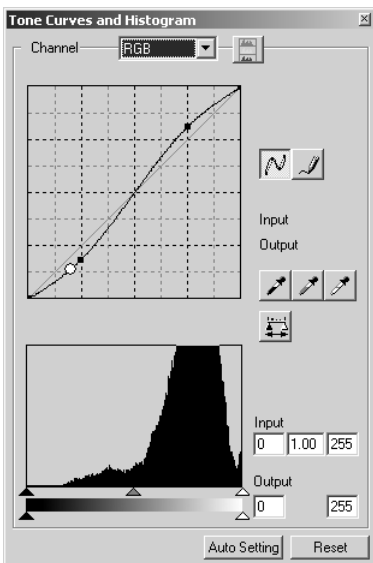 Tone Curves and Histogram
Channel RGB
Input
Output
Input
0 1.00 255
Output
0 255
Auto Setting Reset